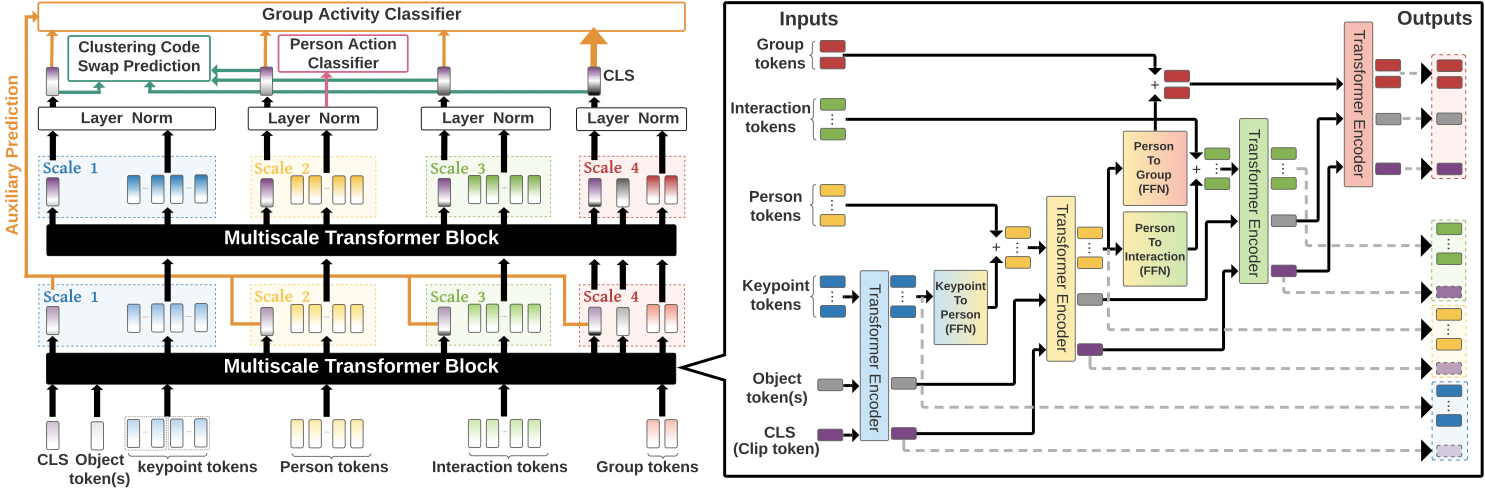 Group Activity Classifier
Auxiliary Prediction
Clustering Code
Swap Prediction
Person Action
Classifier
CLS
Layer Norm
Layer Norm
Layer Norm
Layer Norm
Scale 1
Scale 2
Scale 3
Scale 4
Multiscale Transformer Block
Scale 1
Scale 2
Scale 3
Scale 4
Multiscale Transformer Block
CLS
Object
token(s)
keypoint tokens
Person tokens
Interaction tokens
Group tokens
Inputs
Outputs
Group
tokens
Interaction
tokens
Person
tokens
Keypoint
tokens
Object
token(s)
CLS
(Clip token)
Transformer Encoder
Keypoint
To
Person
(FFN)
+
Transformer Encoder
Person
To
Group
(FFN)
Person
To
Interaction
(FFN)
+
+
Transformer Encoder
Transformer Encoder